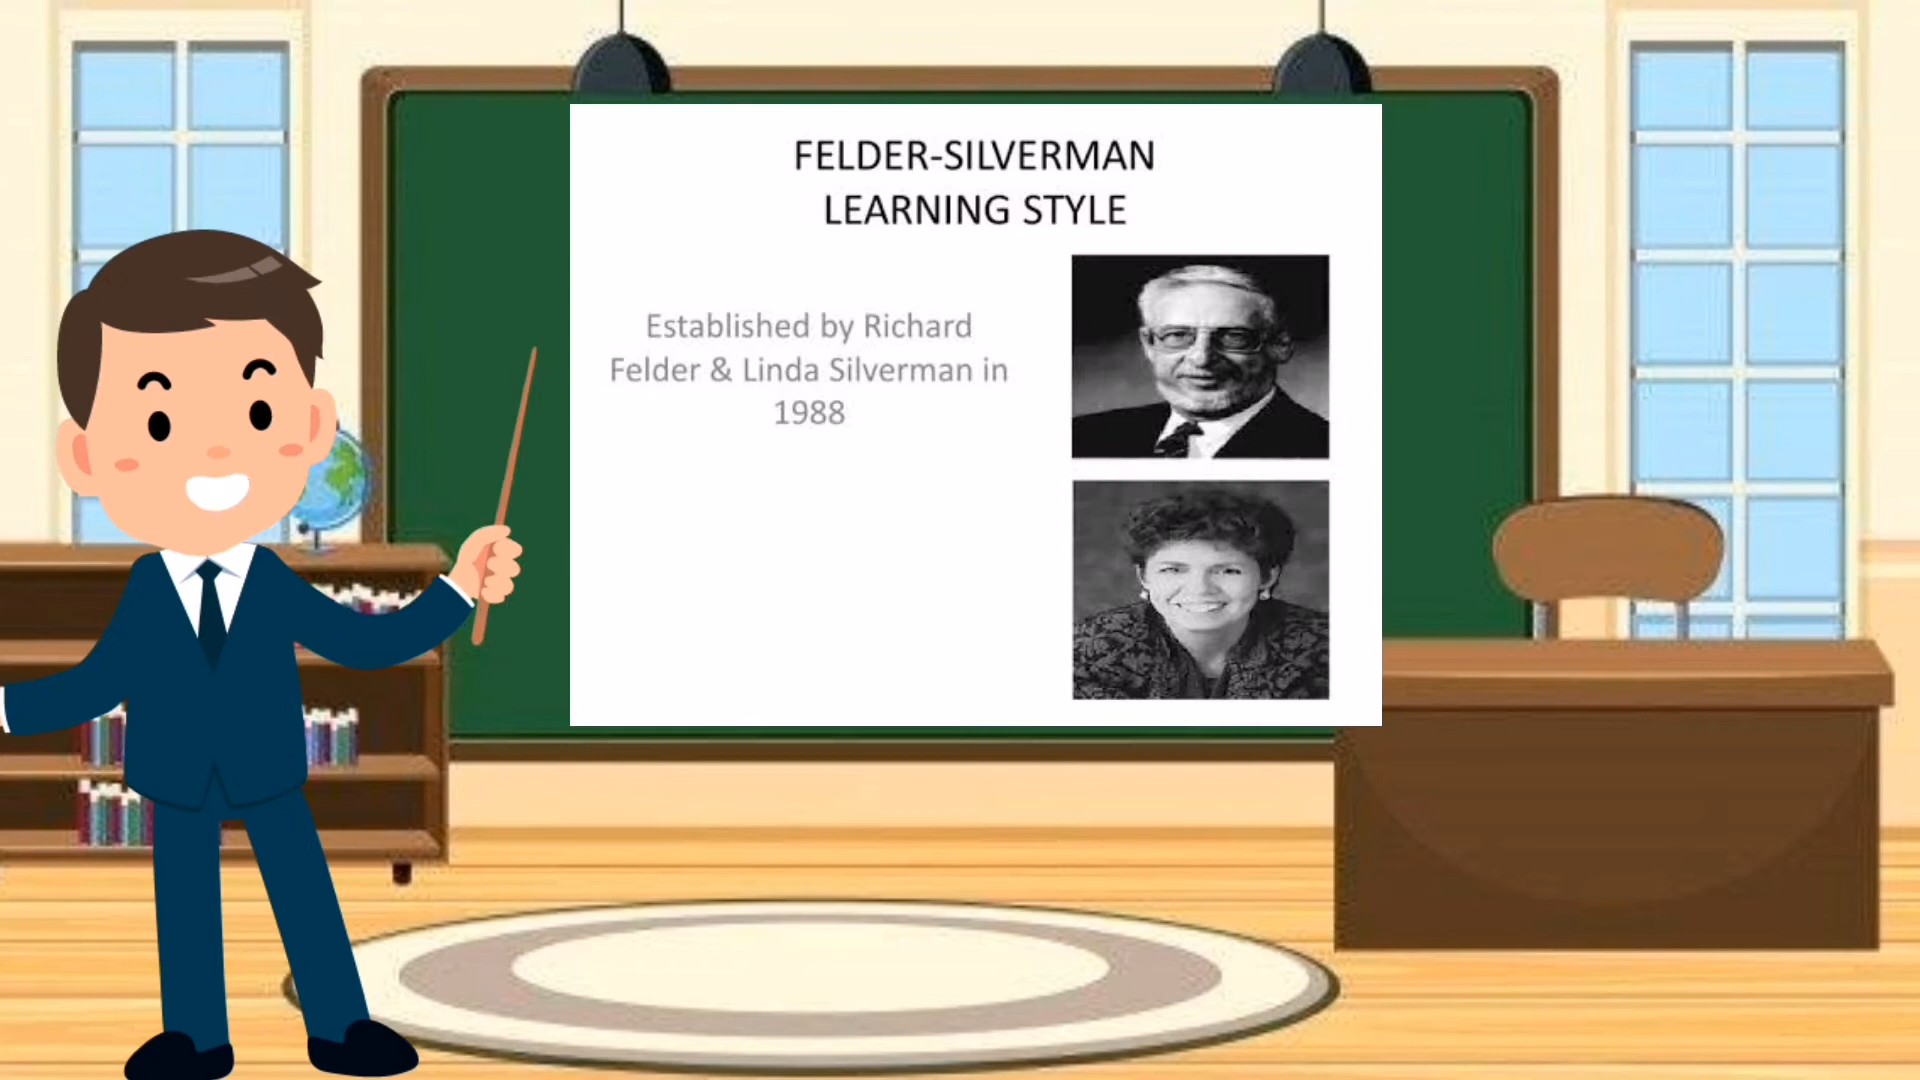 FELDER-SILVERMAN
LEARNING STYLE
Established by Richard
Felder & Linda Silverman in
1988